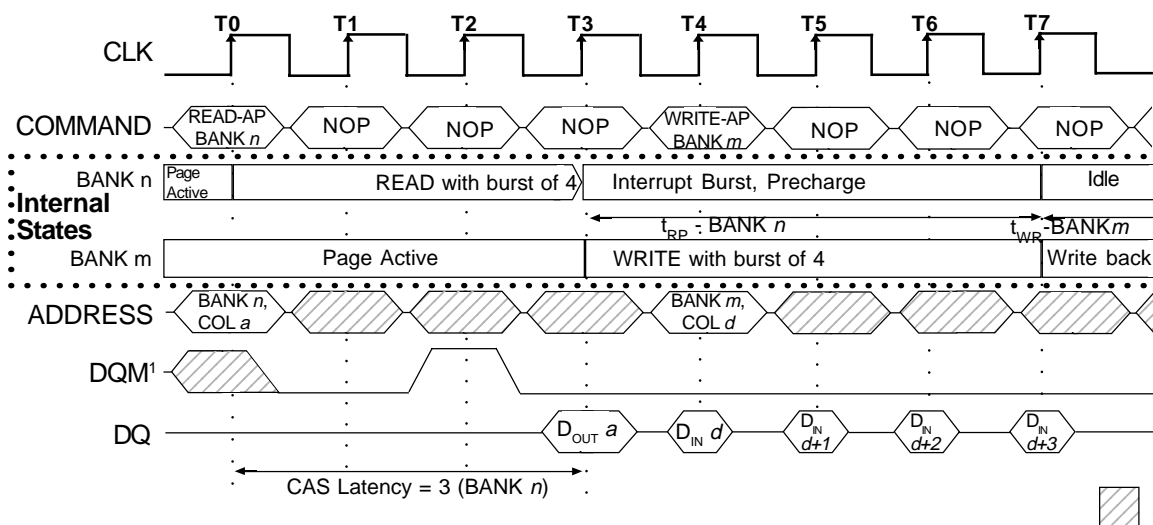 T0 T1 T2 T3 T4 T5 T6 T7
CLK
COMMAND
READ-AP
BANK n
NOP
NOP
NOP
WRITE-AP
BANK m
NOP
NOP
NOP
Internal
States
BANK n
Page
Active
READ with burst of 4
Interrupt Burst, Precharge
Idle
tRP - BANK n
tWR-BANK m
BANK m
Page Active
WRITE with burst of 4
Write back
ADDRESS
BANK n,
COL a
BANK m,
COL d
DQM1
DQ
DOUT a
DIN d
DIN
d+1
DIN
d+2
DIN
d+3
CAS Latency = 3 (BANK n)